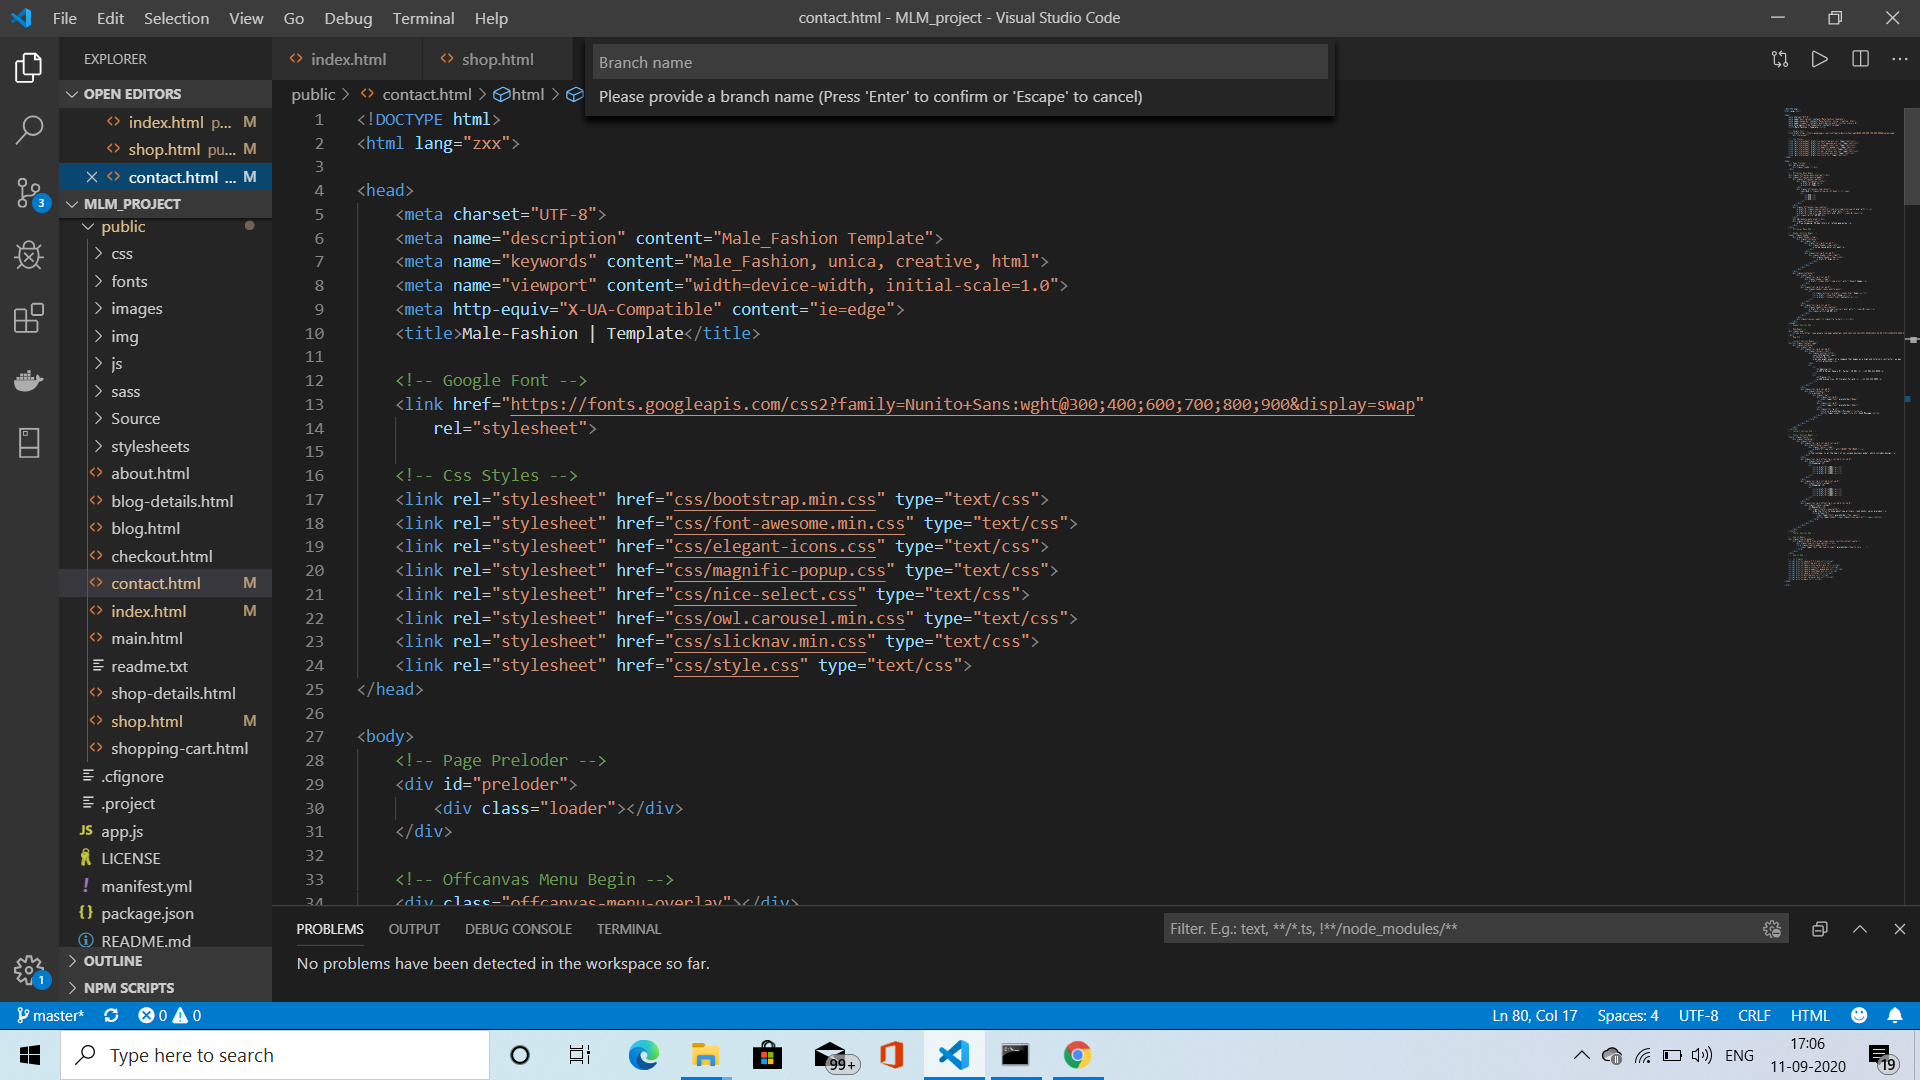 File Edit Selection View Go Debug Terminal Help
contact.html - MLM_project - Visual Studio Code
EXPLORER
index.html
shop.html
Branch name
Please provide a branch name (Press 'Enter' to confirm or 'Escape' to cancel)
OPEN EDITORS
index.html p... M
shop.html pu... M
contact.html ... M
MLM_PROJECT
public
css
fonts
images
img
js
sass
Source
stylesheets
about.html
blog-details.html
blog.html
checkout.html
contact.html M
index.html M
main.html
readme.txt
shop-details.html
shop.html M
shopping-cart.html
.cfignore
.project
JS app.js
LICENSE
! manifest.yml
{} package.json
README.md
OUTLINE
NPM SCRIPTS
3
1
public > contact.html > html >
1 <!DOCTYPE html>
2 <html lang="zxx">
3
4 <head>
5 <meta charset="UTF-8">
6 <meta name="description" content="Male_Fashion Template">
7 <meta name="keywords" content="Male_Fashion, unica, creative, html">
8 <meta name="viewport" content="width=device-width, initial-scale=1.0">
9 <meta http-equiv="X-UA-Compatible" content="ie=edge">
10 <title>Male-Fashion | Template</title>
11
12 <!-- Google Font -->
13 <link href="https://fonts.googleapis.com/css2?family=Nunito+Sans:wght@300;400;600;700;800;900&display=swap"
14 rel="stylesheet">
15
16 <!-- Css Styles -->
17 <link rel="stylesheet" href="css/bootstrap.min.css" type="text/css">
18 <link rel="stylesheet" href="css/font-awesome.min.css" type="text/css">
19 <link rel="stylesheet" href="css/elegant-icons.css" type="text/css">
20 <link rel="stylesheet" href="css/magnific-popup.css" type="text/css">
21 <link rel="stylesheet" href="css/nice-select.css" type="text/css">
22 <link rel="stylesheet" href="css/owl.carousel.min.css" type="text/css">
23 <link rel="stylesheet" href="css/slicknav.min.css" type="text/css">
24 <link rel="stylesheet" href="css/style.css" type="text/css">
25 </head>
26
27 <body>
28 <!-- Page Preloder -->
29 <div id="preloder">
30 <div class="loader"></div>
31 </div>
32
33 <!-- Offcanvas Menu Begin -->
34 <div class="offcanvas-menu-overlay"></div>
PROBLEMS OUTPUT DEBUG CONSOLE TERMINAL
Filter. E.g.: text, **/*.ts, !**/node_modules/**
No problems have been detected in the workspace so far.
master* 0 0
Ln 80, Col 17 Spaces: 4 UTF-8 CRLF HTML
Type here to search
99+
ENG
17:06
11-09-2020
19